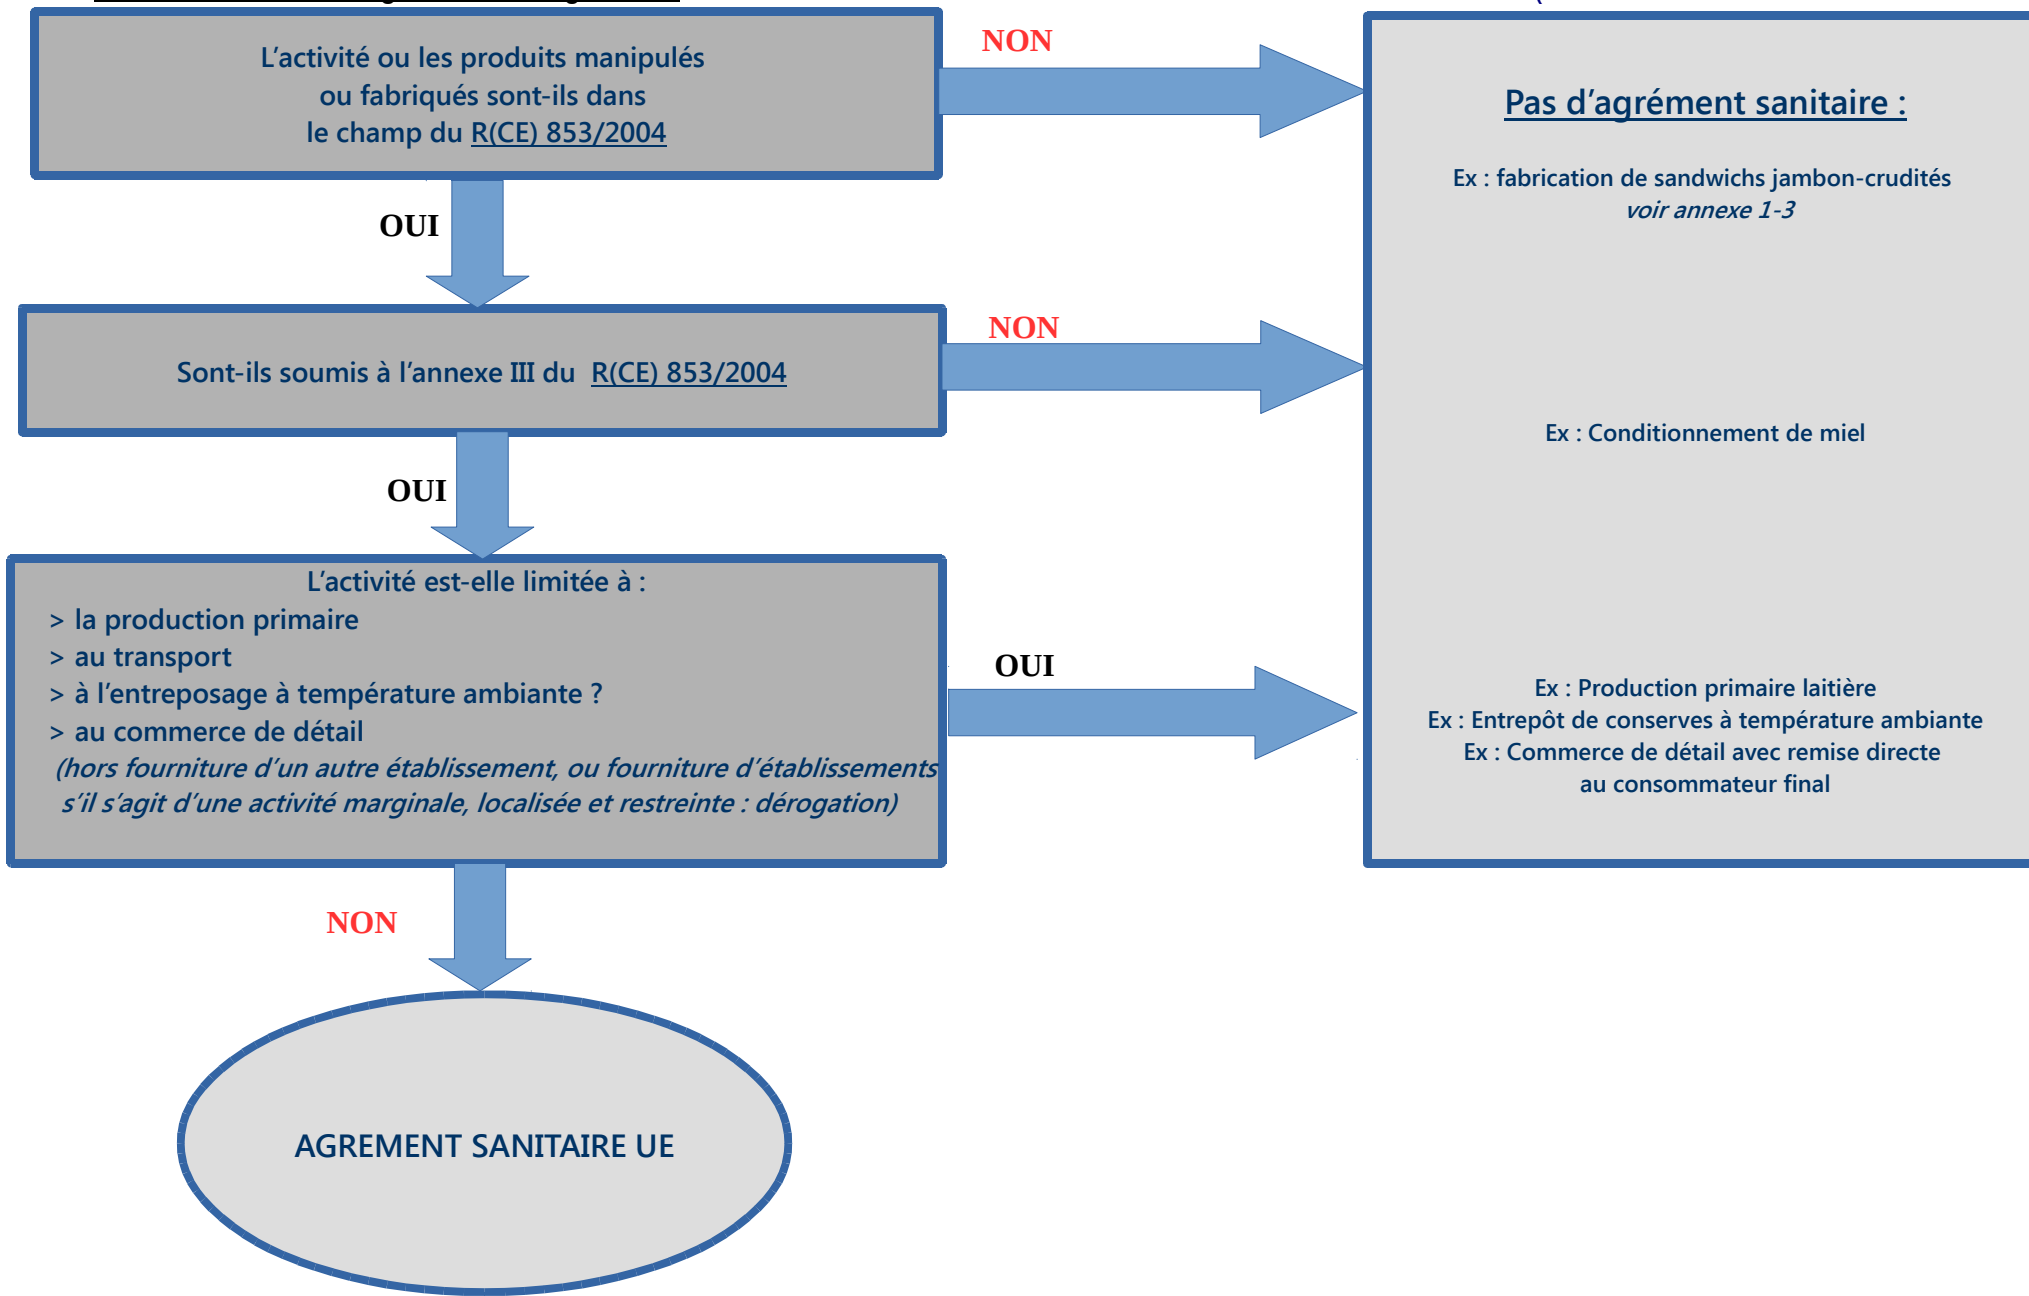 L'activité ou les produits manipulés
ou fabriqués sont-ils dans
le champ du R(CE) 853/2004
NON
Pas d'agrément sanitaire :
Ex : fabrication de sandwichs jambon-crudités
voir annexe 1-3
OUI
Sont-ils soumis à l'annexe III du R(CE) 853/2004
NON
Ex : Conditionnement de miel
OUI
L'activité est-elle limitée à :
> la production primaire
> au transport
> à l'entreposage à température ambiante ?
> au commerce de détail
(hors fourniture d'un autre établissement, ou fourniture d'établissements
s'il s'agit d'une activité marginale, localisée et restreinte : dérogation)
OUI
Ex : Production primaire laitière
Ex : Entrepôt de conserves à température ambiante
Ex : Commerce de détail avec remise directe
au consommateur final
NON
AGREMENT SANITAIRE UE